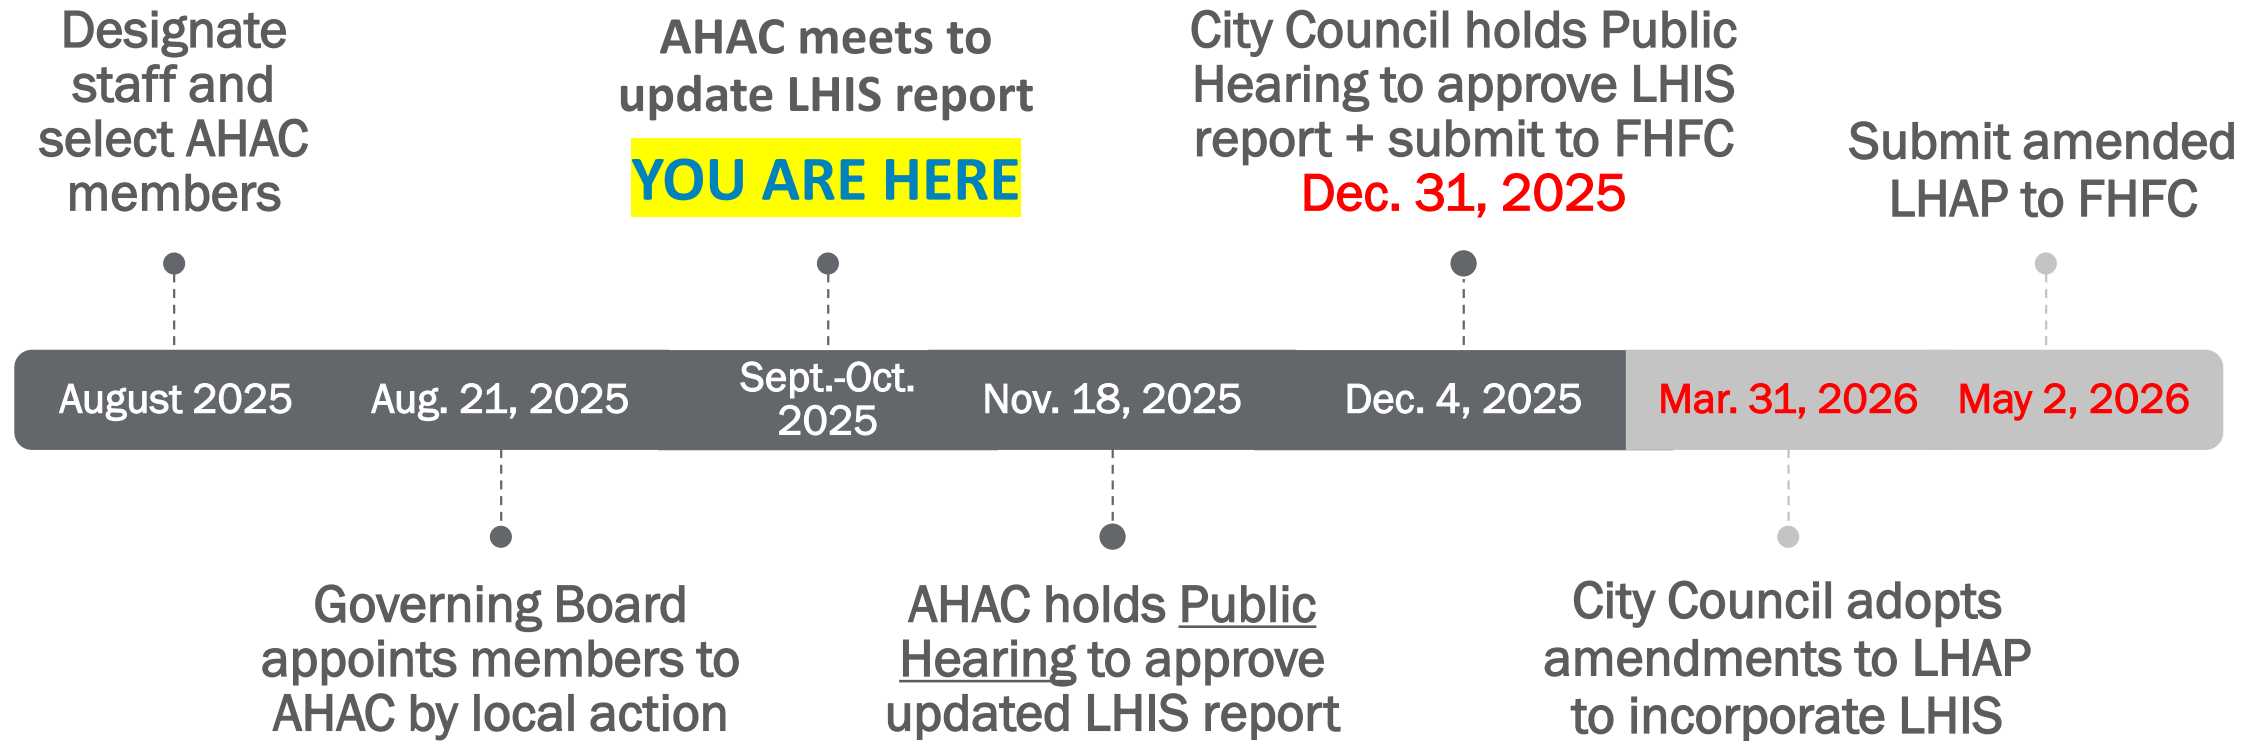 Designate
staff and
select AHAC
members
AHAC meets to
update LHIS report
YOU ARE HERE
City Council holds Public
Hearing to approve LHIS
report + submit to FHFC
Dec. 31, 2025
Submit amended
LHAP to FHFC
August 2025
Aug. 21, 2025
Sept.-Oct.
2025
Nov. 18, 2025
Dec. 4, 2025
Mar. 31, 2026
May 2, 2026
Governing Board
appoints members to
AHAC by local action
AHAC holds Public
Hearing to approve
updated LHIS report
City Council adopts
amendments to LHAP
to incorporate LHIS